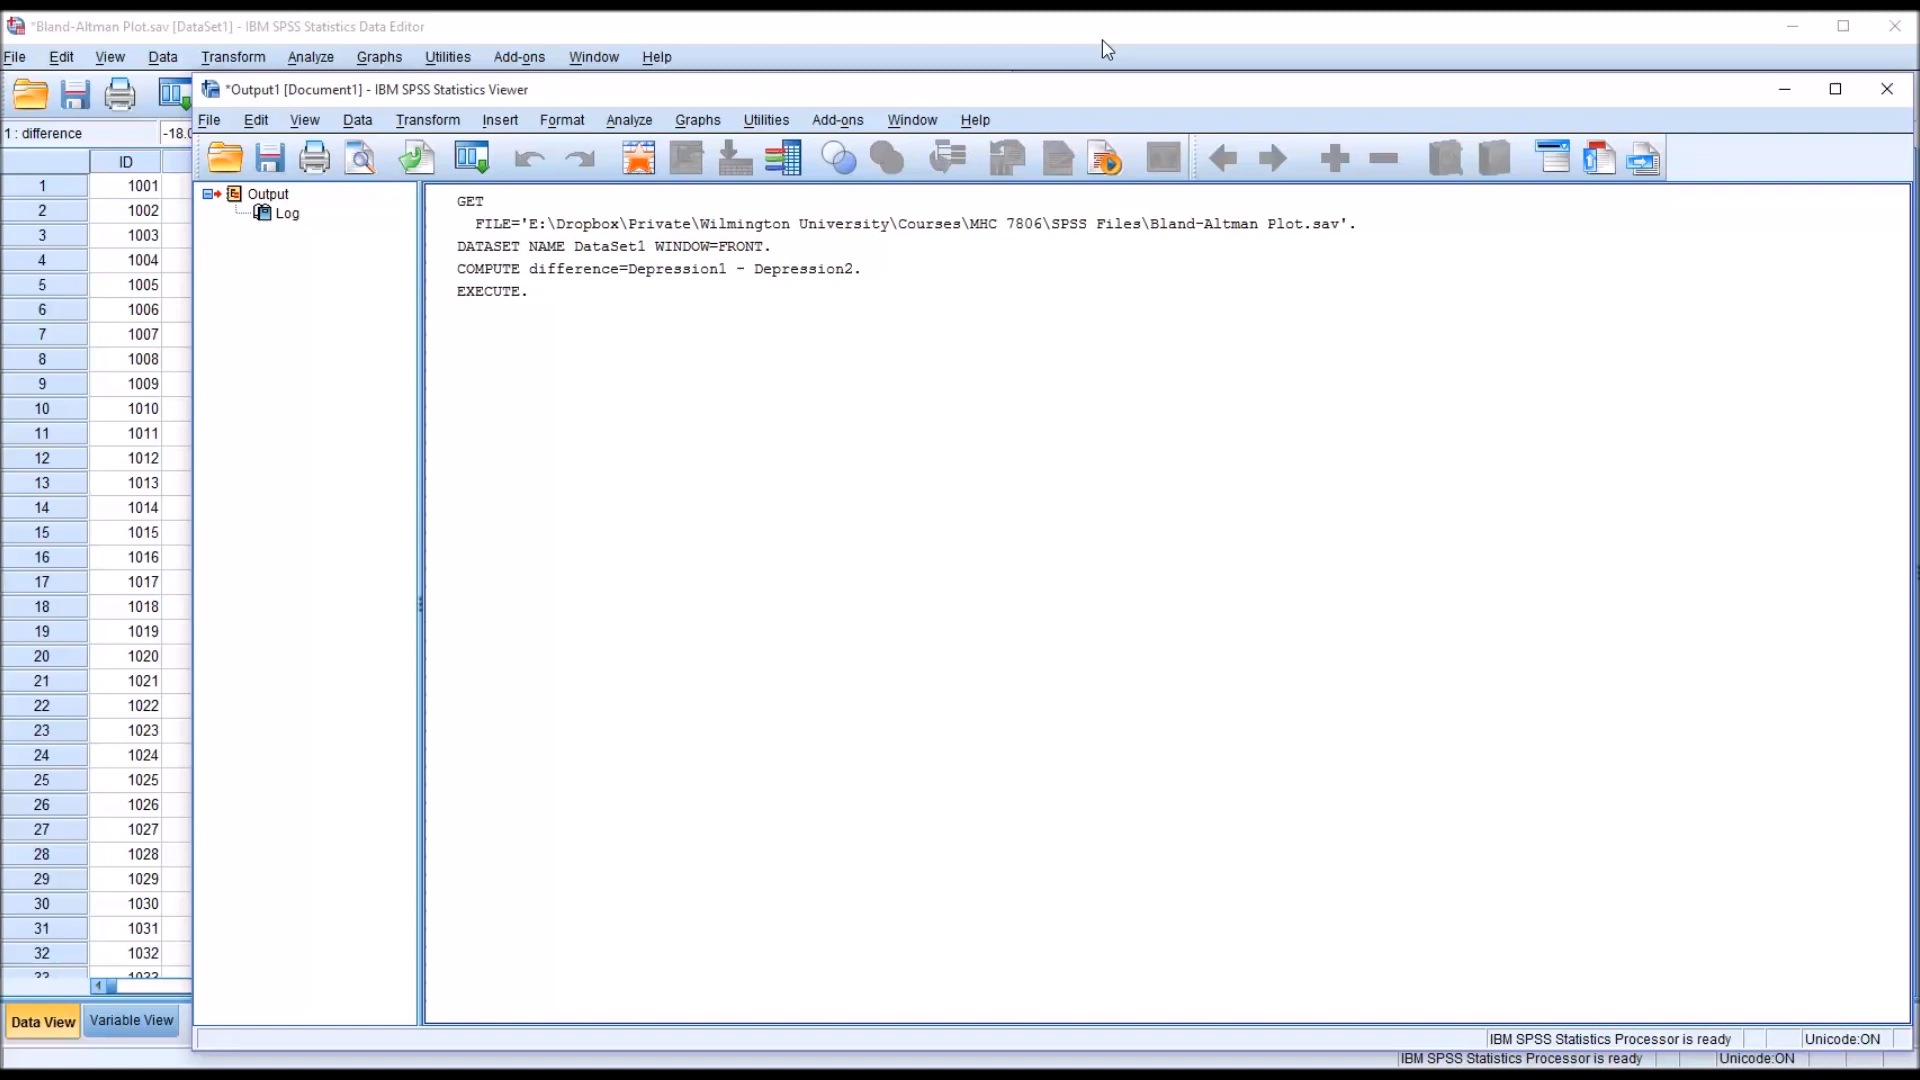 *Bland-Altman Plot.sav [DataSet1] - IBM SPSS Statistics Data Editor
File Edit View Data Transform Analyze Graphs Utilities Add-ons Window Help
*Output1 [Document1] - IBM SPSS Statistics Viewer
File Edit View Data Transform Insert Format Analyze Graphs Utilities Add-ons Window Help
1 : difference
ID
1 1001
2 1002
3 1003
4 1004
5 1005
6 1006
7 1007
8 1008
9 1009
10 1010
11 1011
12 1012
13 1013
14 1014
15 1015
16 1016
17 1017
18 1018
19 1019
20 1020
21 1021
22 1022
23 1023
24 1024
25 1025
26 1026
27 1027
28 1028
29 1029
30 1030
31 1031
32 1032
Data View Variable View
Output
Log
GET
FILE='E:\Dropbox\Private\Wilmington University\Courses\MHC 7806\SPSS Files\Bland-Altman Plot.sav'.
DATASET NAME DataSet1 WINDOW=FRONT.
COMPUTE difference=Depression1 - Depression2.
EXECUTE.
IBM SPSS Statistics Processor is ready Unicode:ON
IBM SPSS Statistics Processor is ready Unicode:ON